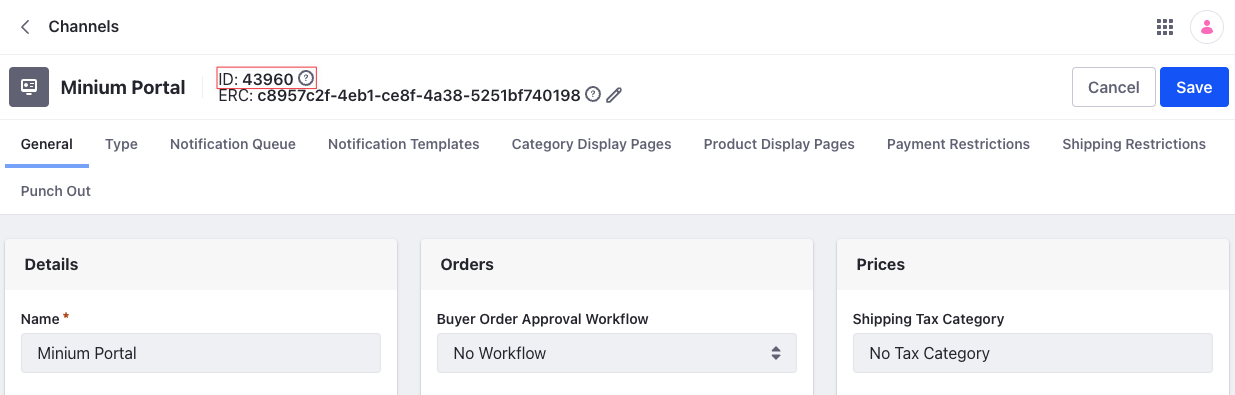 Channels
Minium Portal
ID: 43960
ERC: c8957c2f-4eb1-ce8f-4a38-5251bf740198
Cancel
Save
General Type Notification Queue Notification Templates Category Display Pages Product Display Pages Payment Restrictions Shipping Restrictions
Punch Out
Details
Name *
Minium Portal
Orders
Buyer Order Approval Workflow
No Workflow
Prices
Shipping Tax Category
No Tax Category